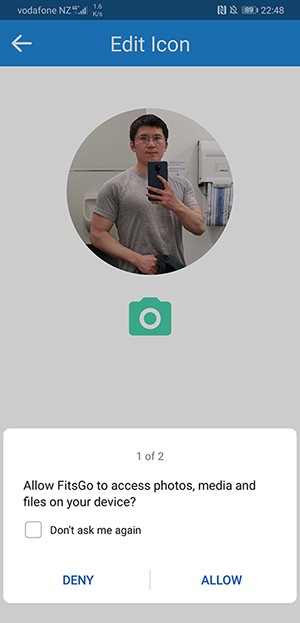 vodafone NZ 4G+ 1.6 K/s 89 22:48
Edit Icon
1 of 2
Allow FitsGo to access photos, media and
files on your device?
Don't ask me again
DENY ALLOW